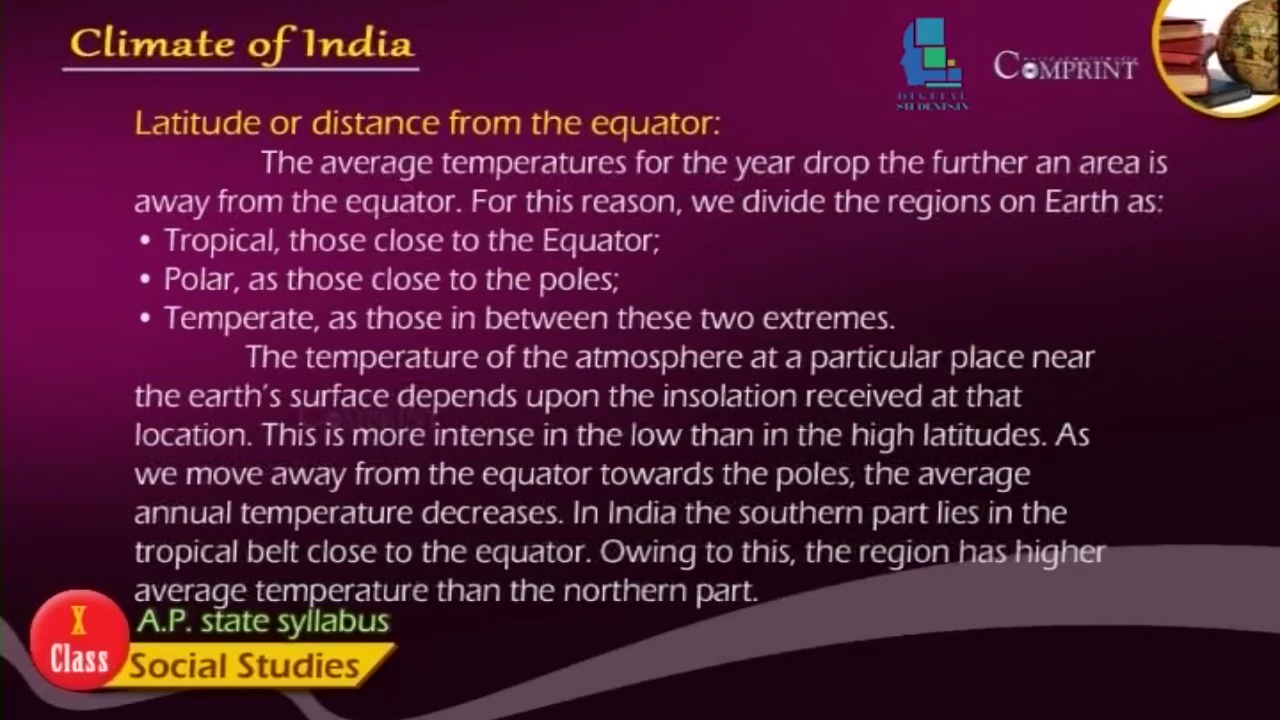 Climate of India
DIGITAL
STUDENTS.IN
COMPRINT
Latitude or distance from the equator:
The average temperatures for the year drop the further an area is
away from the equator. For this reason, we divide the regions on Earth as:
• Tropical, those close to the Equator;
• Polar, as those close to the poles;
• Temperate, as those in between these two extremes.
The temperature of the atmosphere at a particular place near
the earth's surface depends upon the insolation received at that
location. This is more intense in the low than in the high latitudes. As
we move away from the equator towards the poles, the average
annual temperature decreases. In India the southern part lies in the
tropical belt close to the equator. Owing to this, the region has higher
average temperature than the northern part.
X
Class
A.P. state syllabus
Social Studies